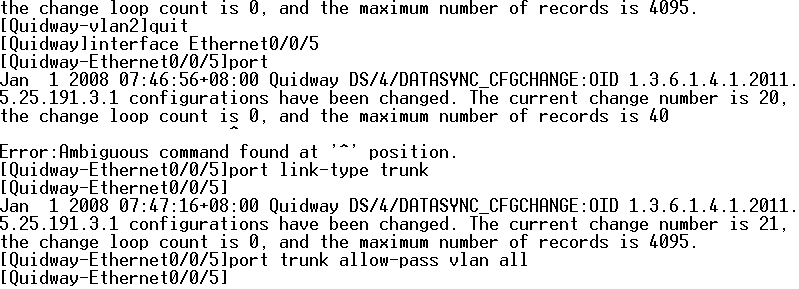 the change loop count is 0, and the maximum number of records is 4095.
[Quidway-vlan2]quit
[Quidway]interface Ethernet0/0/5
[Quidway-Ethernet0/0/5]port
Jan  1 2008 07:46:56+08:00 Quidway DS/4/DATASYNC_CFGCHANGE:OID 1.3.6.1.4.1.2011.
5.25.191.3.1 configurations have been changed. The current change number is 20,
the change loop count is 0, and the maximum number of records is 40
^
Error:Ambiguous command found at '^' position.
[Quidway-Ethernet0/0/5]port link-type trunk
[Quidway-Ethernet0/0/5]
Jan  1 2008 07:47:16+08:00 Quidway DS/4/DATASYNC_CFGCHANGE:OID 1.3.6.1.4.1.2011.
5.25.191.3.1 configurations have been changed. The current change number is 21,
the change loop count is 0, and the maximum number of records is 4095.
[Quidway-Ethernet0/0/5]port trunk allow-pass vlan all
[Quidway-Ethernet0/0/5]